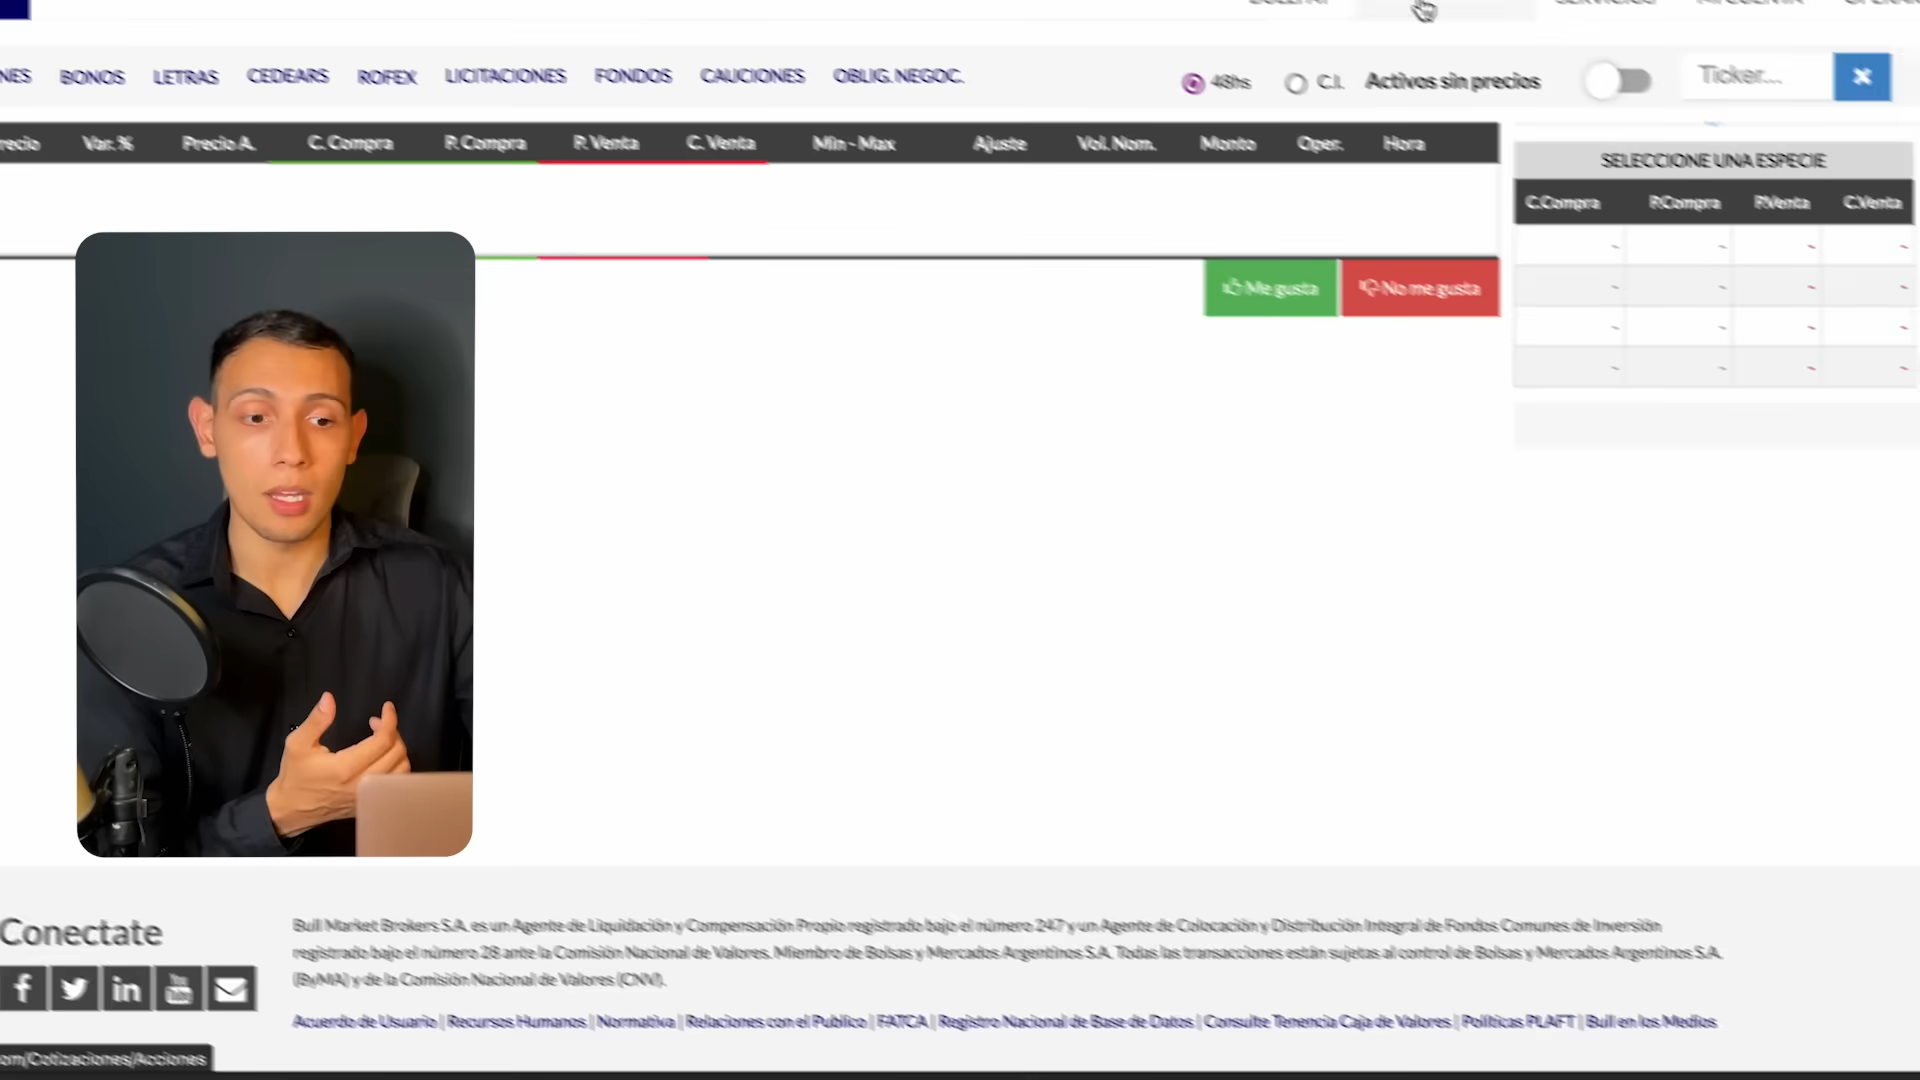 NES BONOS LETRAS CEDEARS ROFEX LICITACIONES FONDOS CAUCIONES OBLIG. NEGOC. 48hs C.I. Activos sin precios Ticker...
recio Var. % Precio A. C. Compra P. Compra P. Venta C. Venta Min - Max Ajuste Vol. Nom. Monto Oper. Hora
SELECCIONE UNA ESPECIE
C.Compra P.Compra P.Venta C.Venta
Me gusta No me gusta
Conectate
Bull Market Brokers S.A. es un Agente de Liquidación y Compensación Propio registrado bajo el número 247 y un Agente de Colocación y Distribución Integral de Fondos Comunes de Inversión
registrado bajo el número 28 ante la Comisión Nacional de Valores. Miembro de Bolsas y Mercados Argentinos S.A. Todas las transacciones están sujetas al control de Bolsas y Mercados Argentinos S.A.
(ByMA) y de la Comisión Nacional de Valores (CNV).
Acuerdo de Usuario | Recursos Humanos | Normativa | Relaciones con el Publico | FATCA | Registro Nacional de Base de Datos | Consulte Tenencia Caja de Valores | Políticas PLAFT | Bull en los Medios
om/Cotizaciones/Acciones